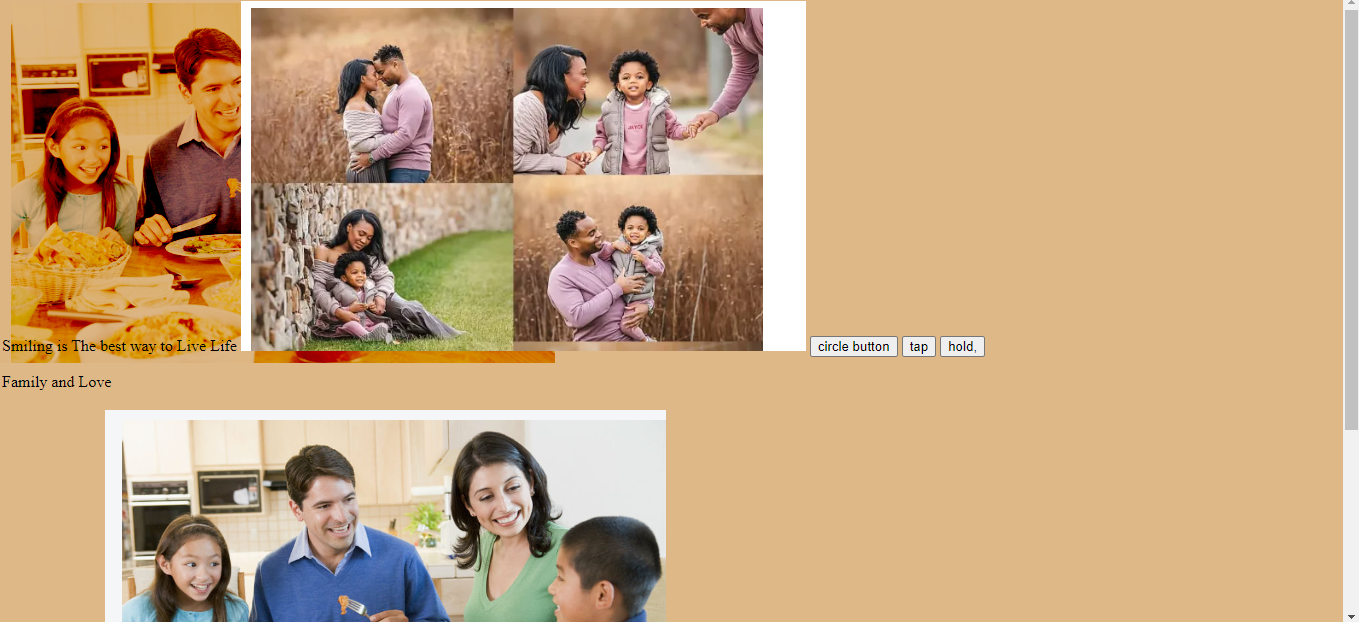 Smiling is The best way to Live Life
circle button
tap
hold,
Family and Love